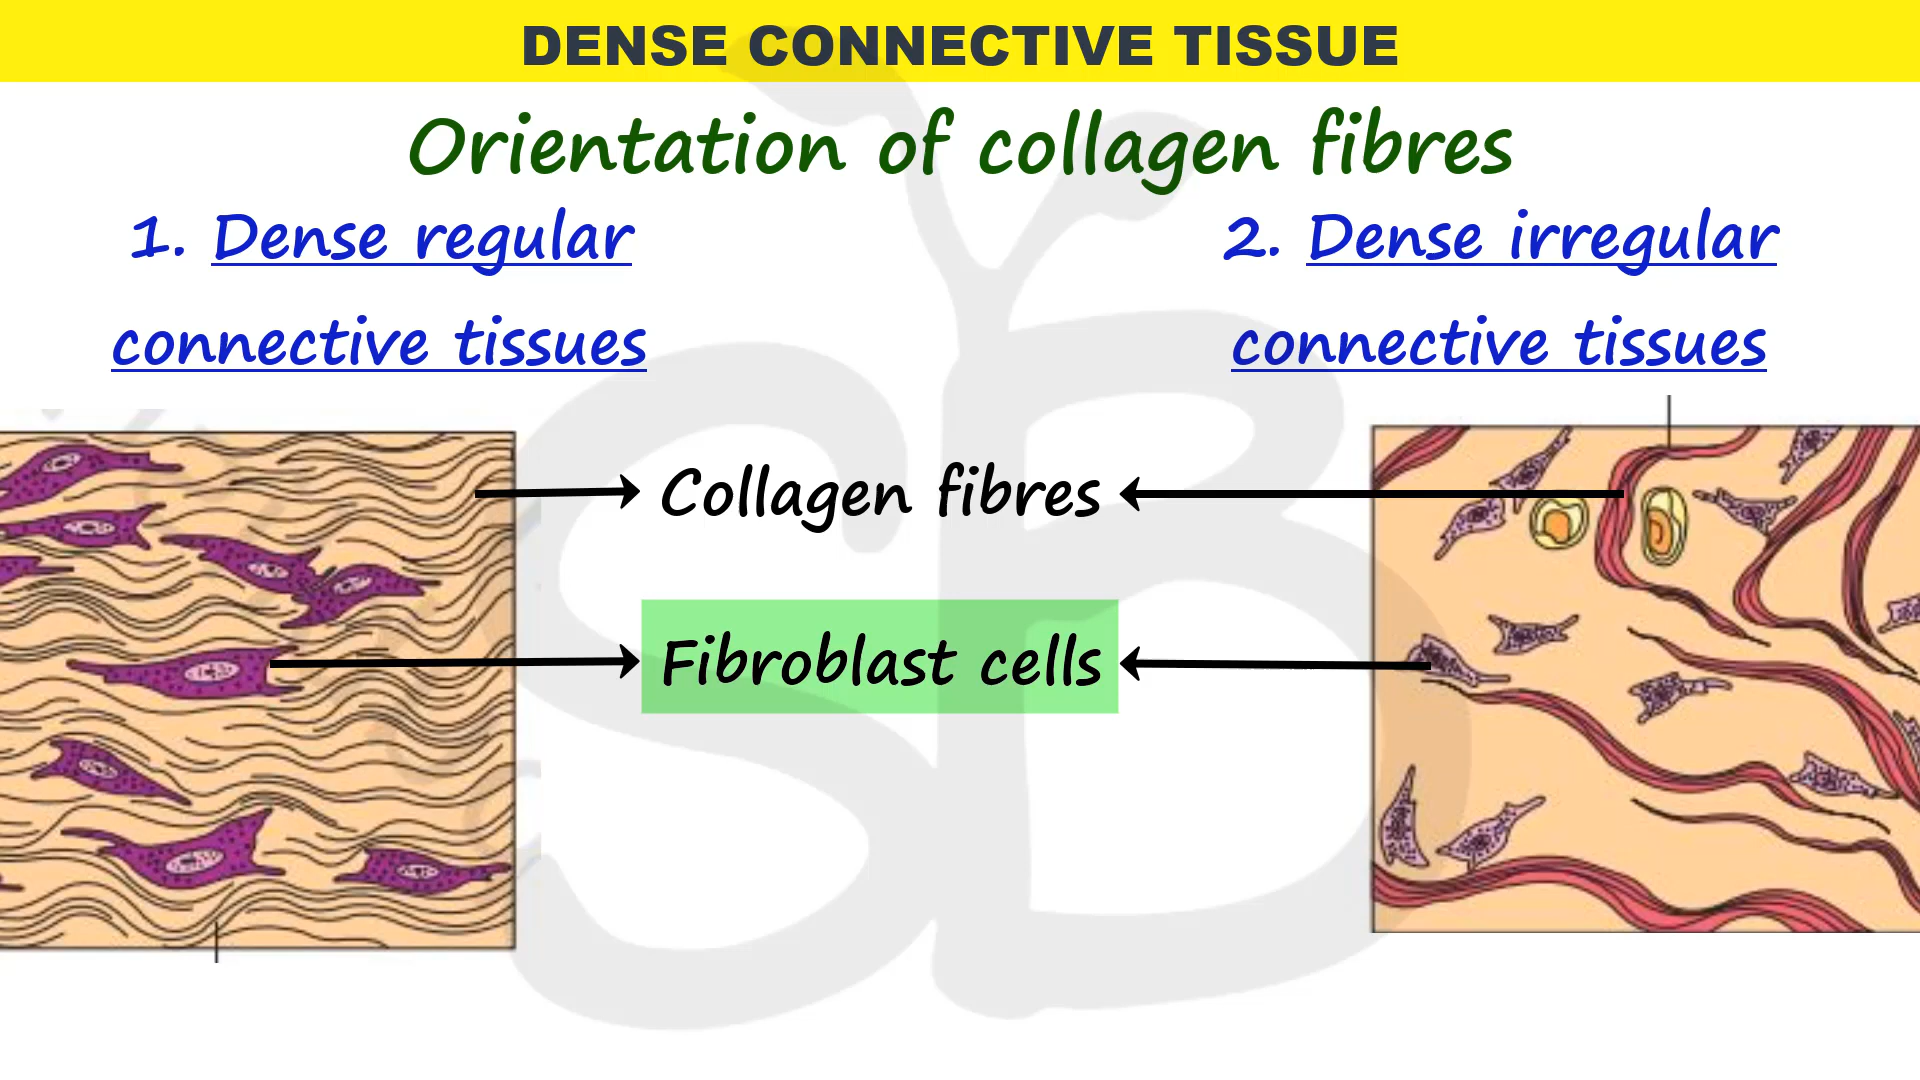 DENSE CONNECTIVE TISSUE
Orientation of collagen fibres
1. Dense regular
connective tissues
2. Dense irregular
connective tissues
Collagen fibres
Fibroblast cells
SB